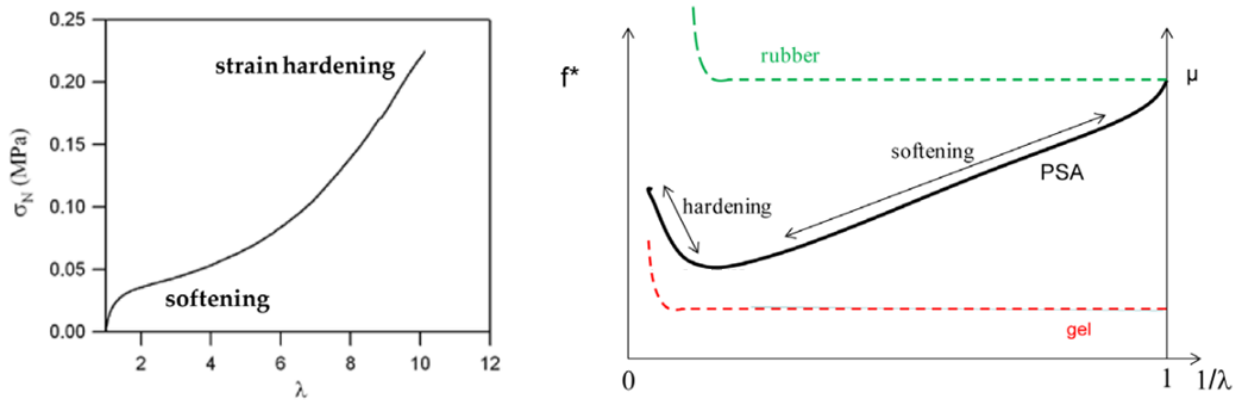 0.25
0.20
0.15
0.10
0.05
0.00
σN (MPa)
strain hardening
softening
2
4
6
8
10
12
λ
f*
rubber
μ
softening
PSA
hardening
gel
0
1
1/λ